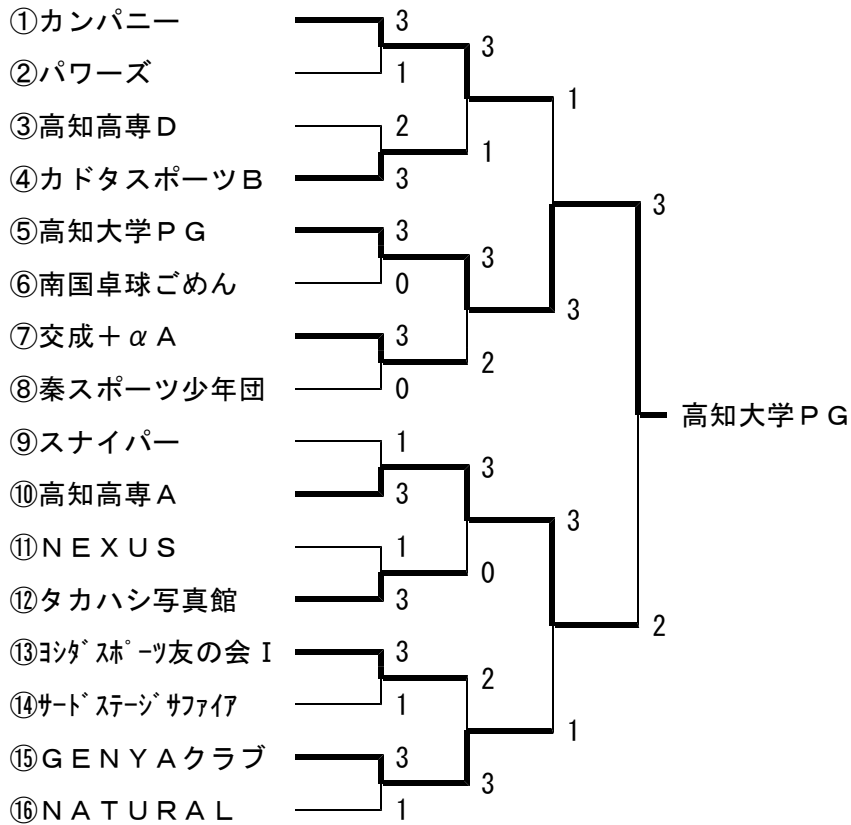 ①カンパニー 3
3
②パワーズ 1
1
③高知高専D 2
1
④カドタスポーツB 3
3
⑤高知大学PG 3
3
⑥南国卓球ごめん 0
3
⑦交成+αA 3
2
⑧秦スポーツ少年団 0
高知大学PG
⑨スナイパー 1
3
⑩高知高専A 3
3
⑪NEXUS 1
0
⑫タカハシ写真館 3
2
⑬ヨシダスポーツ友の会Ⅰ 3
2
⑭サードステージサファイア 1
1
⑮GENYAクラブ 3
3
⑯NATURAL 1